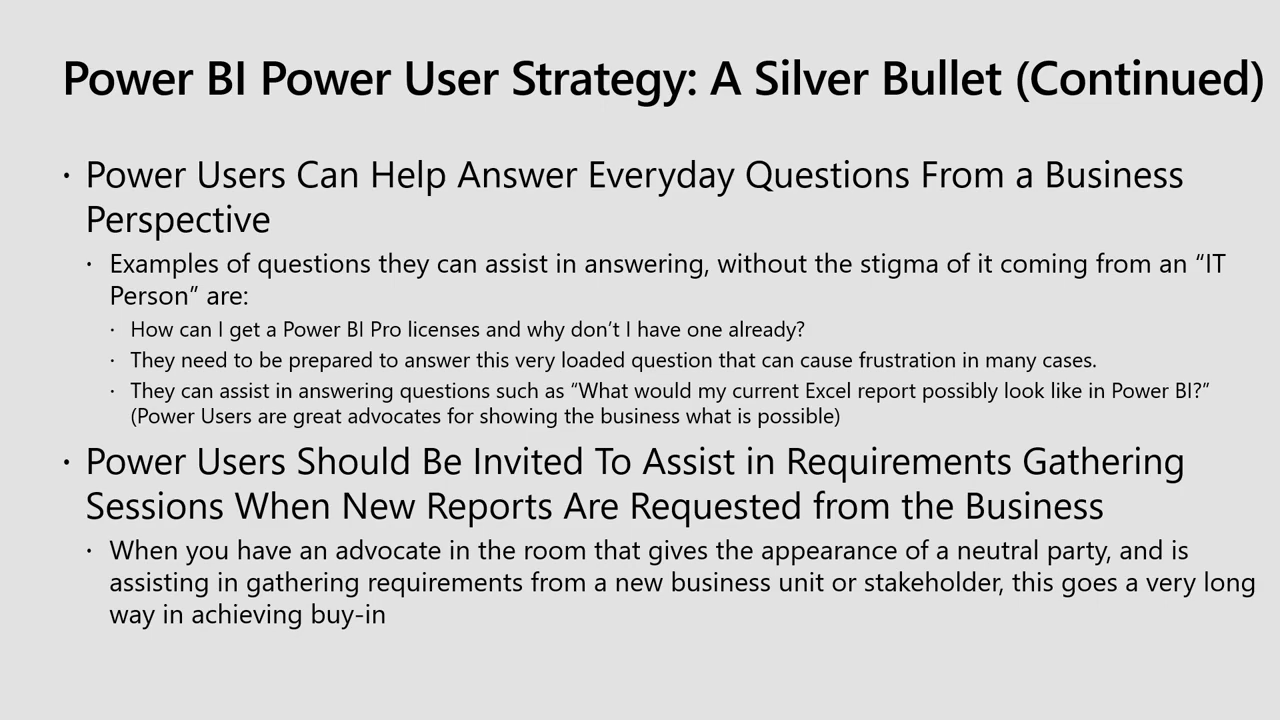 Power BI Power User Strategy: A Silver Bullet (Continued)
· Power Users Can Help Answer Everyday Questions From a Business
Perspective
· Examples of questions they can assist in answering, without the stigma of it coming from an “IT
Person” are:
· How can I get a Power BI Pro licenses and why don’t I have one already?
· They need to be prepared to answer this very loaded question that can cause frustration in many cases.
· They can assist in answering questions such as “What would my current Excel report possibly look like in Power BI?”
(Power Users are great advocates for showing the business what is possible)
· Power Users Should Be Invited To Assist in Requirements Gathering
Sessions When New Reports Are Requested from the Business
· When you have an advocate in the room that gives the appearance of a neutral party, and is
assisting in gathering requirements from a new business unit or stakeholder, this goes a very long
way in achieving buy-in